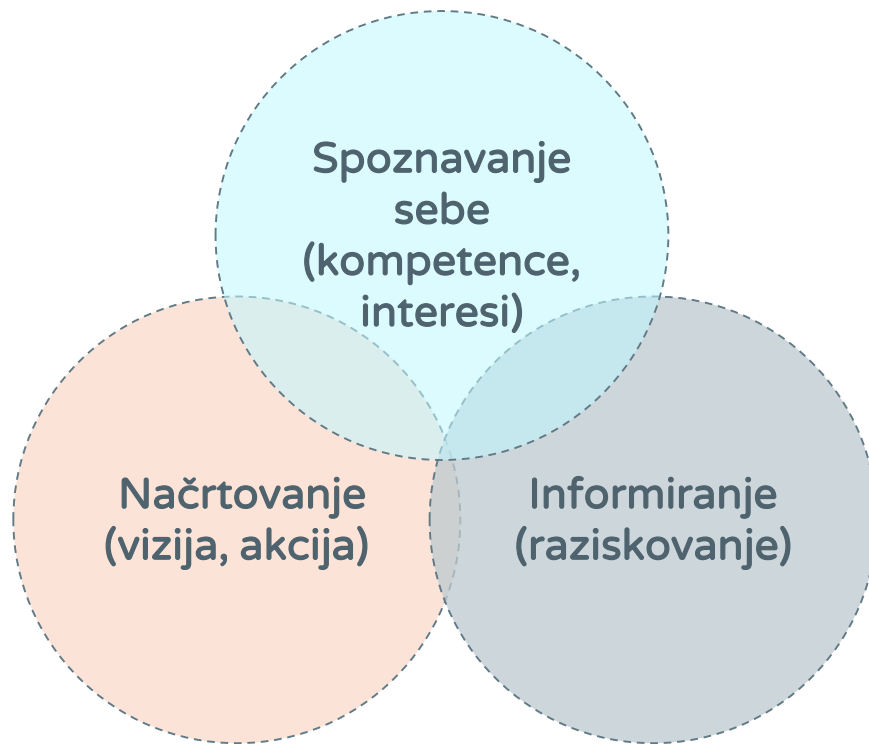 Spoznavanje
sebe
(kompetence,
interesi)
Načrtovanje
(vizija, akcija)
Informiranje
(raziskovanje)